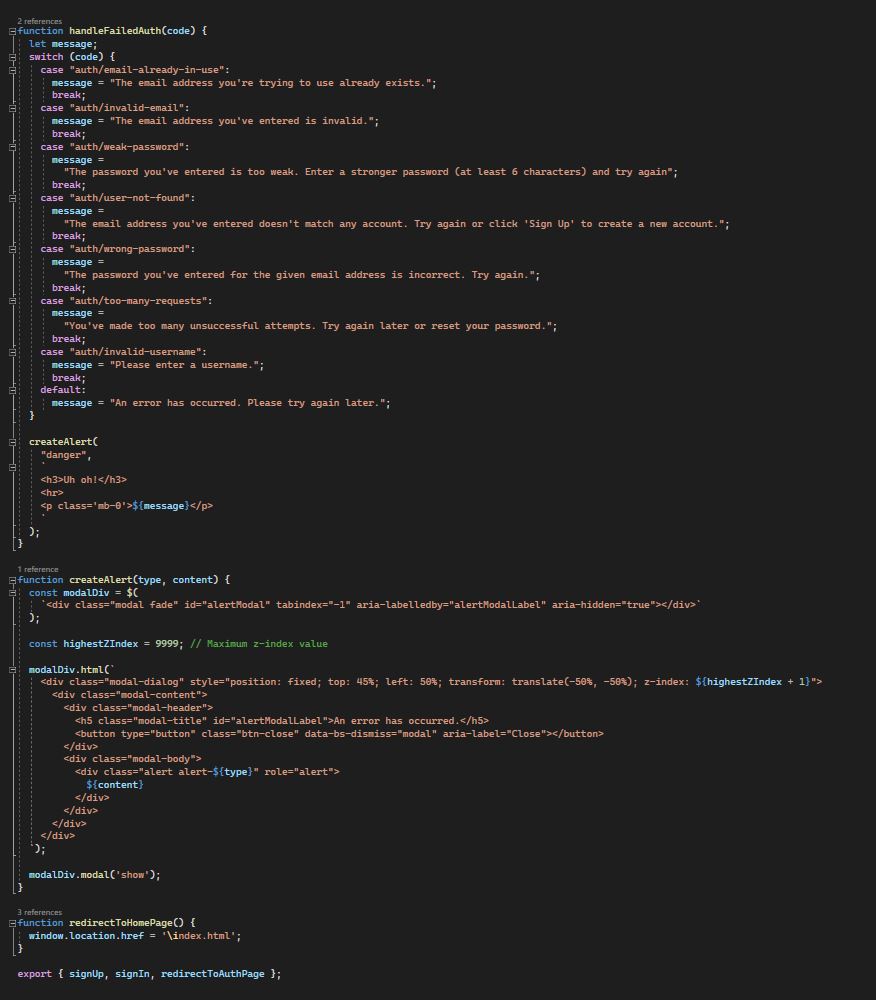 2 references
function handleFailedAuth(code) {
let message;
switch (code) {
case "auth/email-already-in-use":
message = "The email address you're trying to use already exists.";
break;
case "auth/invalid-email":
message = "The email address you've entered is invalid.";
break;
case "auth/weak-password":
message =
"The password you've entered is too weak. Enter a stronger password (at least 6 characters) and try again";
break;
case "auth/user-not-found":
message =
"The email address you've entered doesn't match any account. Try again or click 'Sign Up' to create a new account.";
break;
case "auth/wrong-password":
message =
"The password you've entered for the given email address is incorrect. Try again.";
break;
case "auth/too-many-requests":
message =
"You've made too many unsuccessful attempts. Try again later or reset your password.";
break;
case "auth/invalid-username":
message = "Please enter a username.";
break;
default:
message = "An error has occurred. Please try again later.";
}
createAlert(
"danger",
`
<h3>Uh oh!</h3>
<hr>
<p class='mb-0'>${message}</p>
`
);
}
1 reference
function createAlert(type, content) {
const modalDiv = $(
`<div class="modal fade" id="alertModal" tabindex="-1" aria-labelledby="alertModalLabel" aria-hidden="true"></div>`
);
const highestZIndex = 9999; // Maximum z-index value
modalDiv.html(`
<div class="modal-dialog" style="position: fixed; top: 45%; left: 50%; transform: translate(-50%, -50%); z-index: ${highestZIndex + 1}">
<div class="modal-content">
<div class="modal-header">
<h5 class="modal-title" id="alertModalLabel">An error has occurred.</h5>
<button type="button" class="btn-close" data-bs-dismiss="modal" aria-label="Close"></button>
</div>
<div class="modal-body">
<div class="alert alert-${type}" role="alert">
${content}
</div>
</div>
</div>
</div>
`);
modalDiv.modal('show');
}
3 references
function redirectToHomePage() {
window.location.href = '\index.html';
}
export { signUp, signIn, redirectToAuthPage };